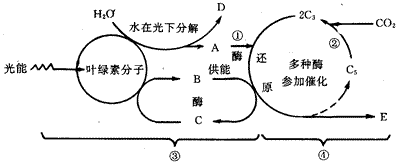 H₂O
水在光下分解
D
A
①
酶
2C₃
CO₂
②
光能
叶绿素分子
B
供能
还
原
多种酶
参加催化
C₅
酶
C
E
③
④